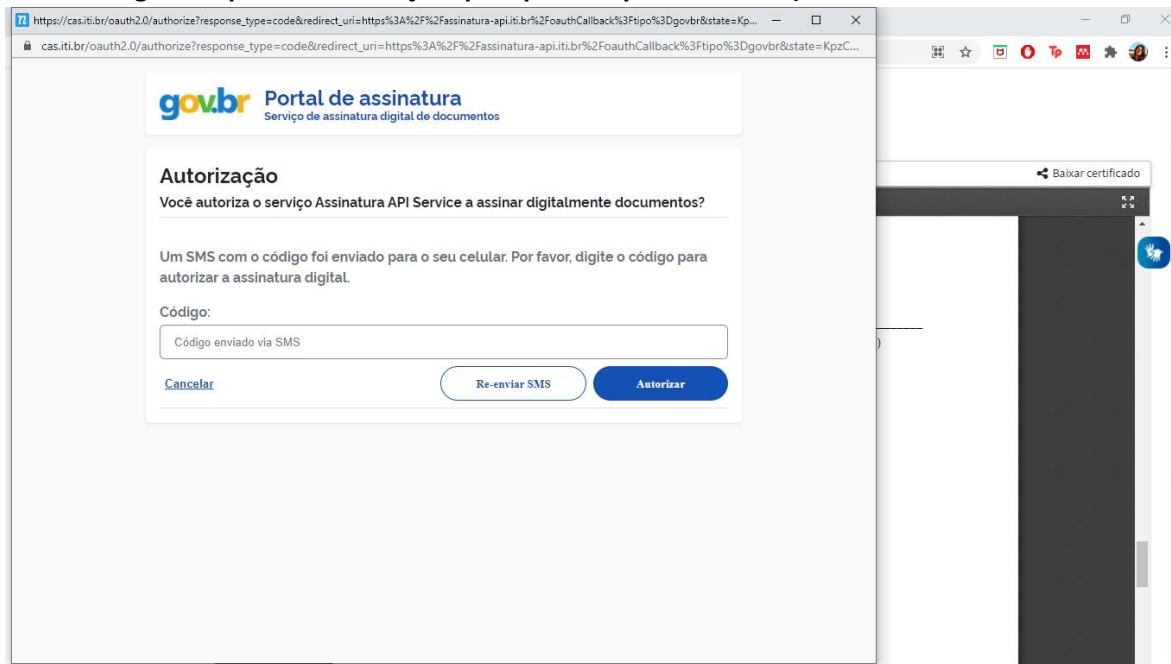 https://cas.iti.br/oauth2.0/authorize?response_type=code&redirect_uri=https%3A%2F%2Fassinatura-api.iti.br%2FoauthCallback%3Ftipo%3Dgovbr&state=Kp...
cas.iti.br/oauth2.0/authorize?response_type=code&redirect_uri=https%3A%2F%2Fassinatura-api.iti.br%2FoauthCallback%3Ftipo%3Dgovbr&state=KpzC...
Tp
gov.br
Portal de assinatura
Serviço de assinatura digital de documentos
Baixar certificado
Autorização
Você autoriza o serviço Assinatura API Service a assinar digitalmente documentos?
Um SMS com o código foi enviado para o seu celular. Por favor, digite o código para
autorizar a assinatura digital.
Código:
Código enviado via SMS
)
Cancelar
Re-enviar SMS
Autorizar